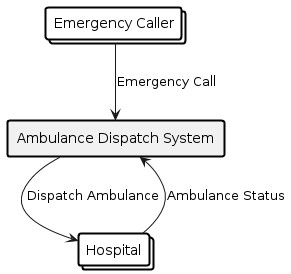 Emergency Caller
Emergency Call
Ambulance Dispatch System
Dispatch Ambulance
Ambulance Status
Hospital